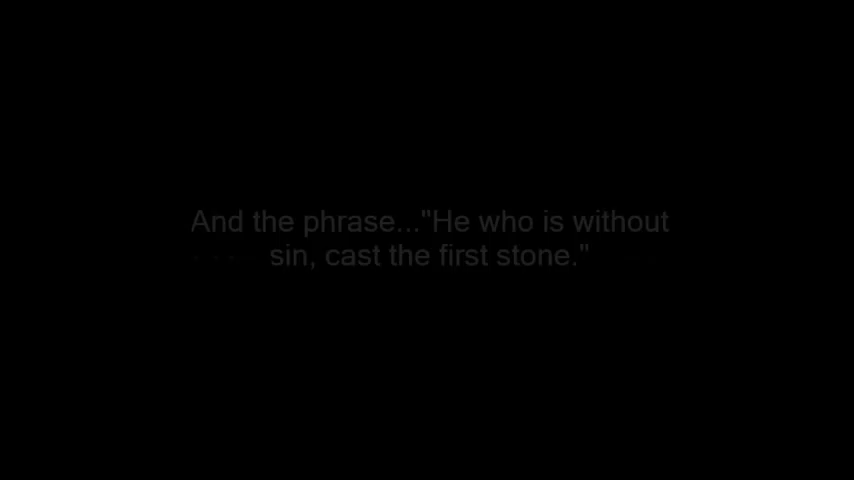 And the phrase..."He who is without
sin, cast the first stone."